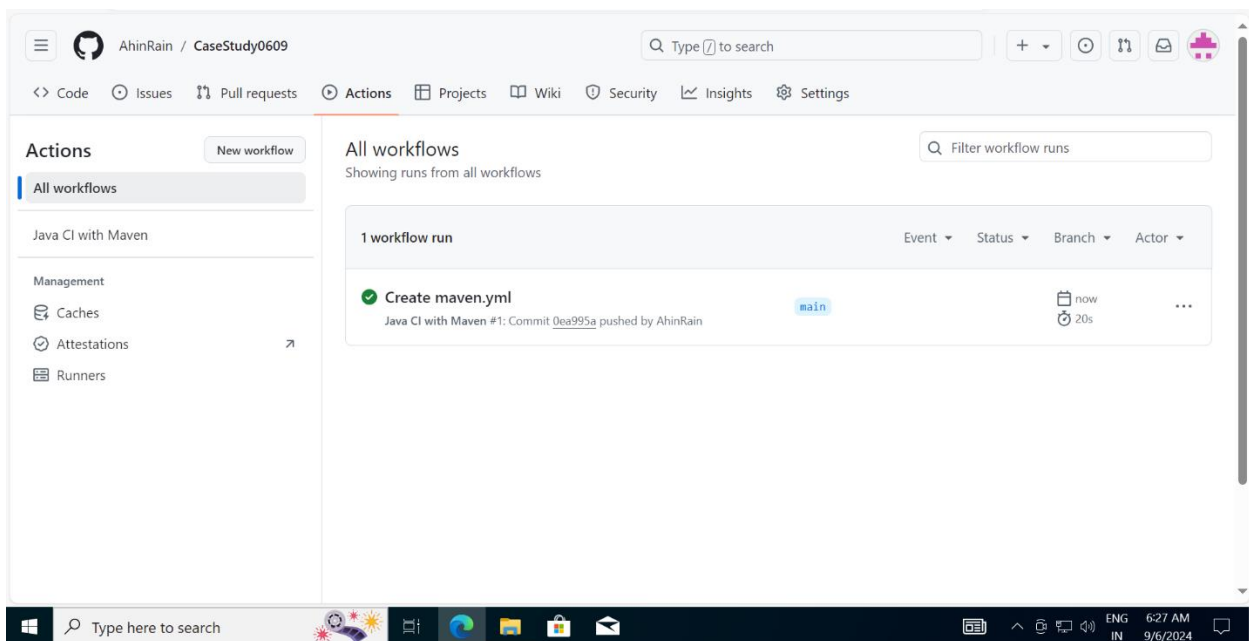 AhinRain / CaseStudy0609
Type / to search
Code
Issues
Pull requests
Actions
Projects
Wiki
Security
Insights
Settings
Actions
New workflow
All workflows
Java CI with Maven
Management
Caches
Attestations
Runners
All workflows
Showing runs from all workflows
Filter workflow runs
1 workflow run
Event
Status
Branch
Actor
Create maven.yml
Java CI with Maven #1: Commit 0ea995a pushed by AhinRain
main
now
20s
Type here to search
ENG
IN
6:27 AM
9/6/2024